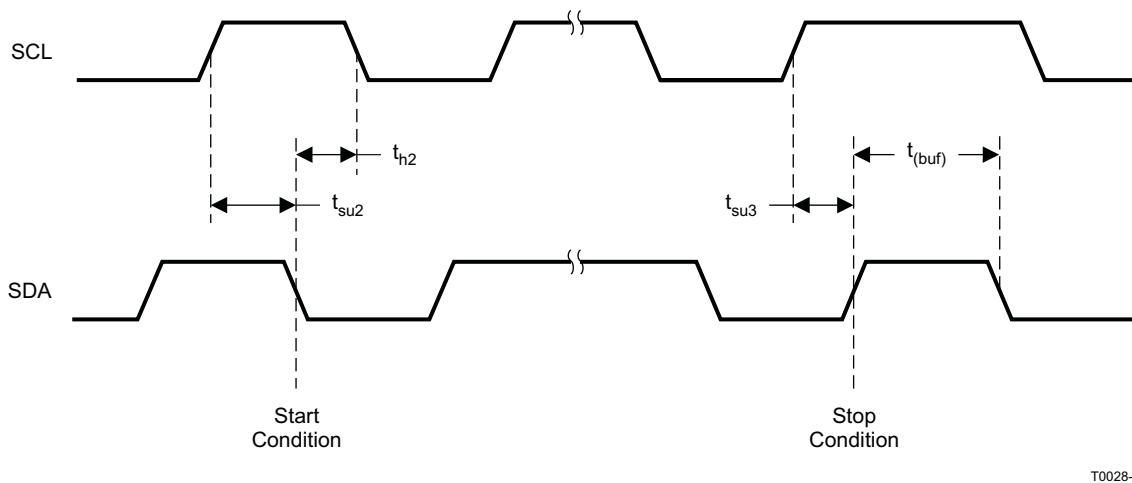 SCL
t_h2
t_(buf)
t_su2
t_su3
SDA
Start
Condition
Stop
Condition
T0028-